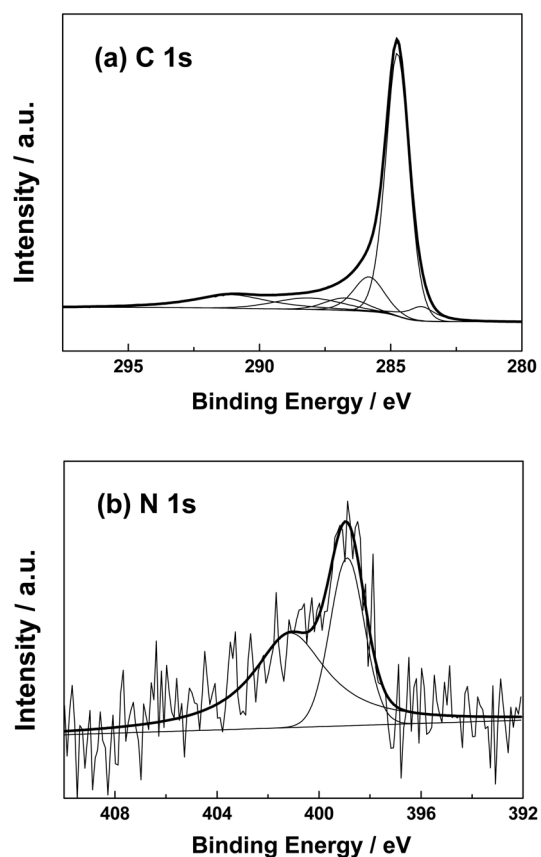 (a) C 1s
Intensity / a.u.
295 290 285 280
Binding Energy / eV
(b) N 1s
Intensity / a.u.
408 404 400 396 392
Binding Energy / eV